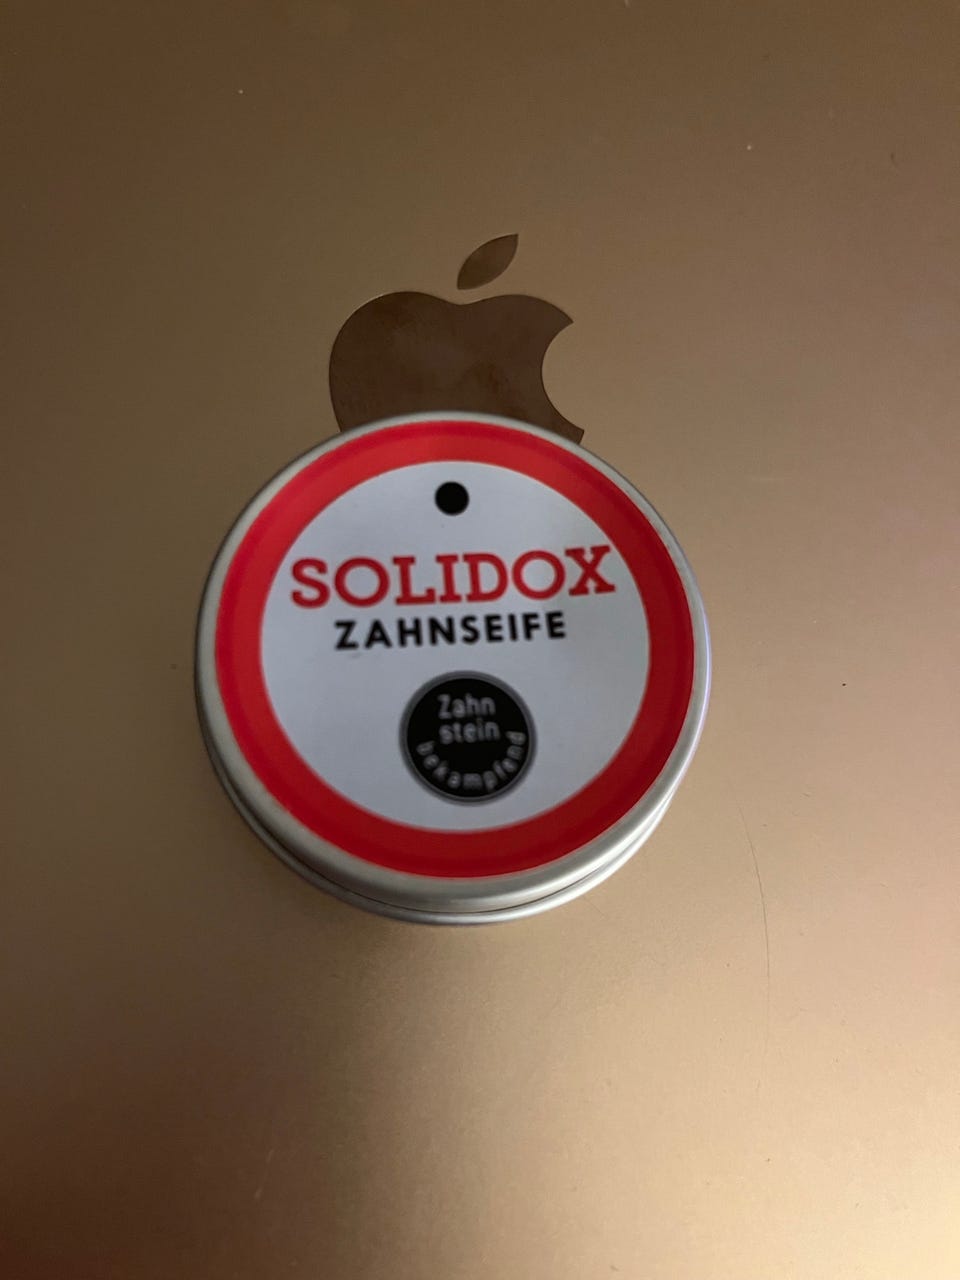 SOLIDOX
ZAHNSEIFE
Zahn
stein
bekämpfend